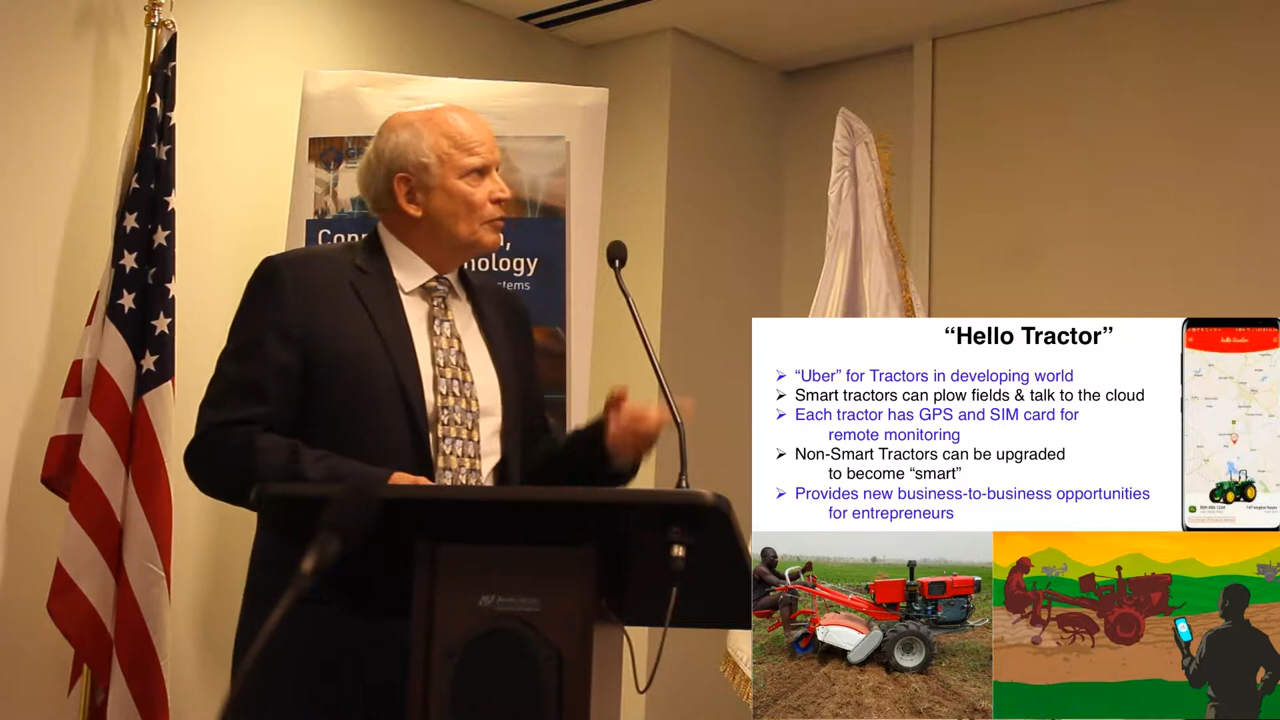 "Hello Tractor"
➢ "Uber" for Tractors in developing world
➢ Smart tractors can plow fields & talk to the cloud
➢ Each tractor has GPS and SIM card for
remote monitoring
➢ Non-Smart Tractors can be upgraded
to become "smart"
➢ Provides new business-to-business opportunities
for entrepreneurs
hello tractor